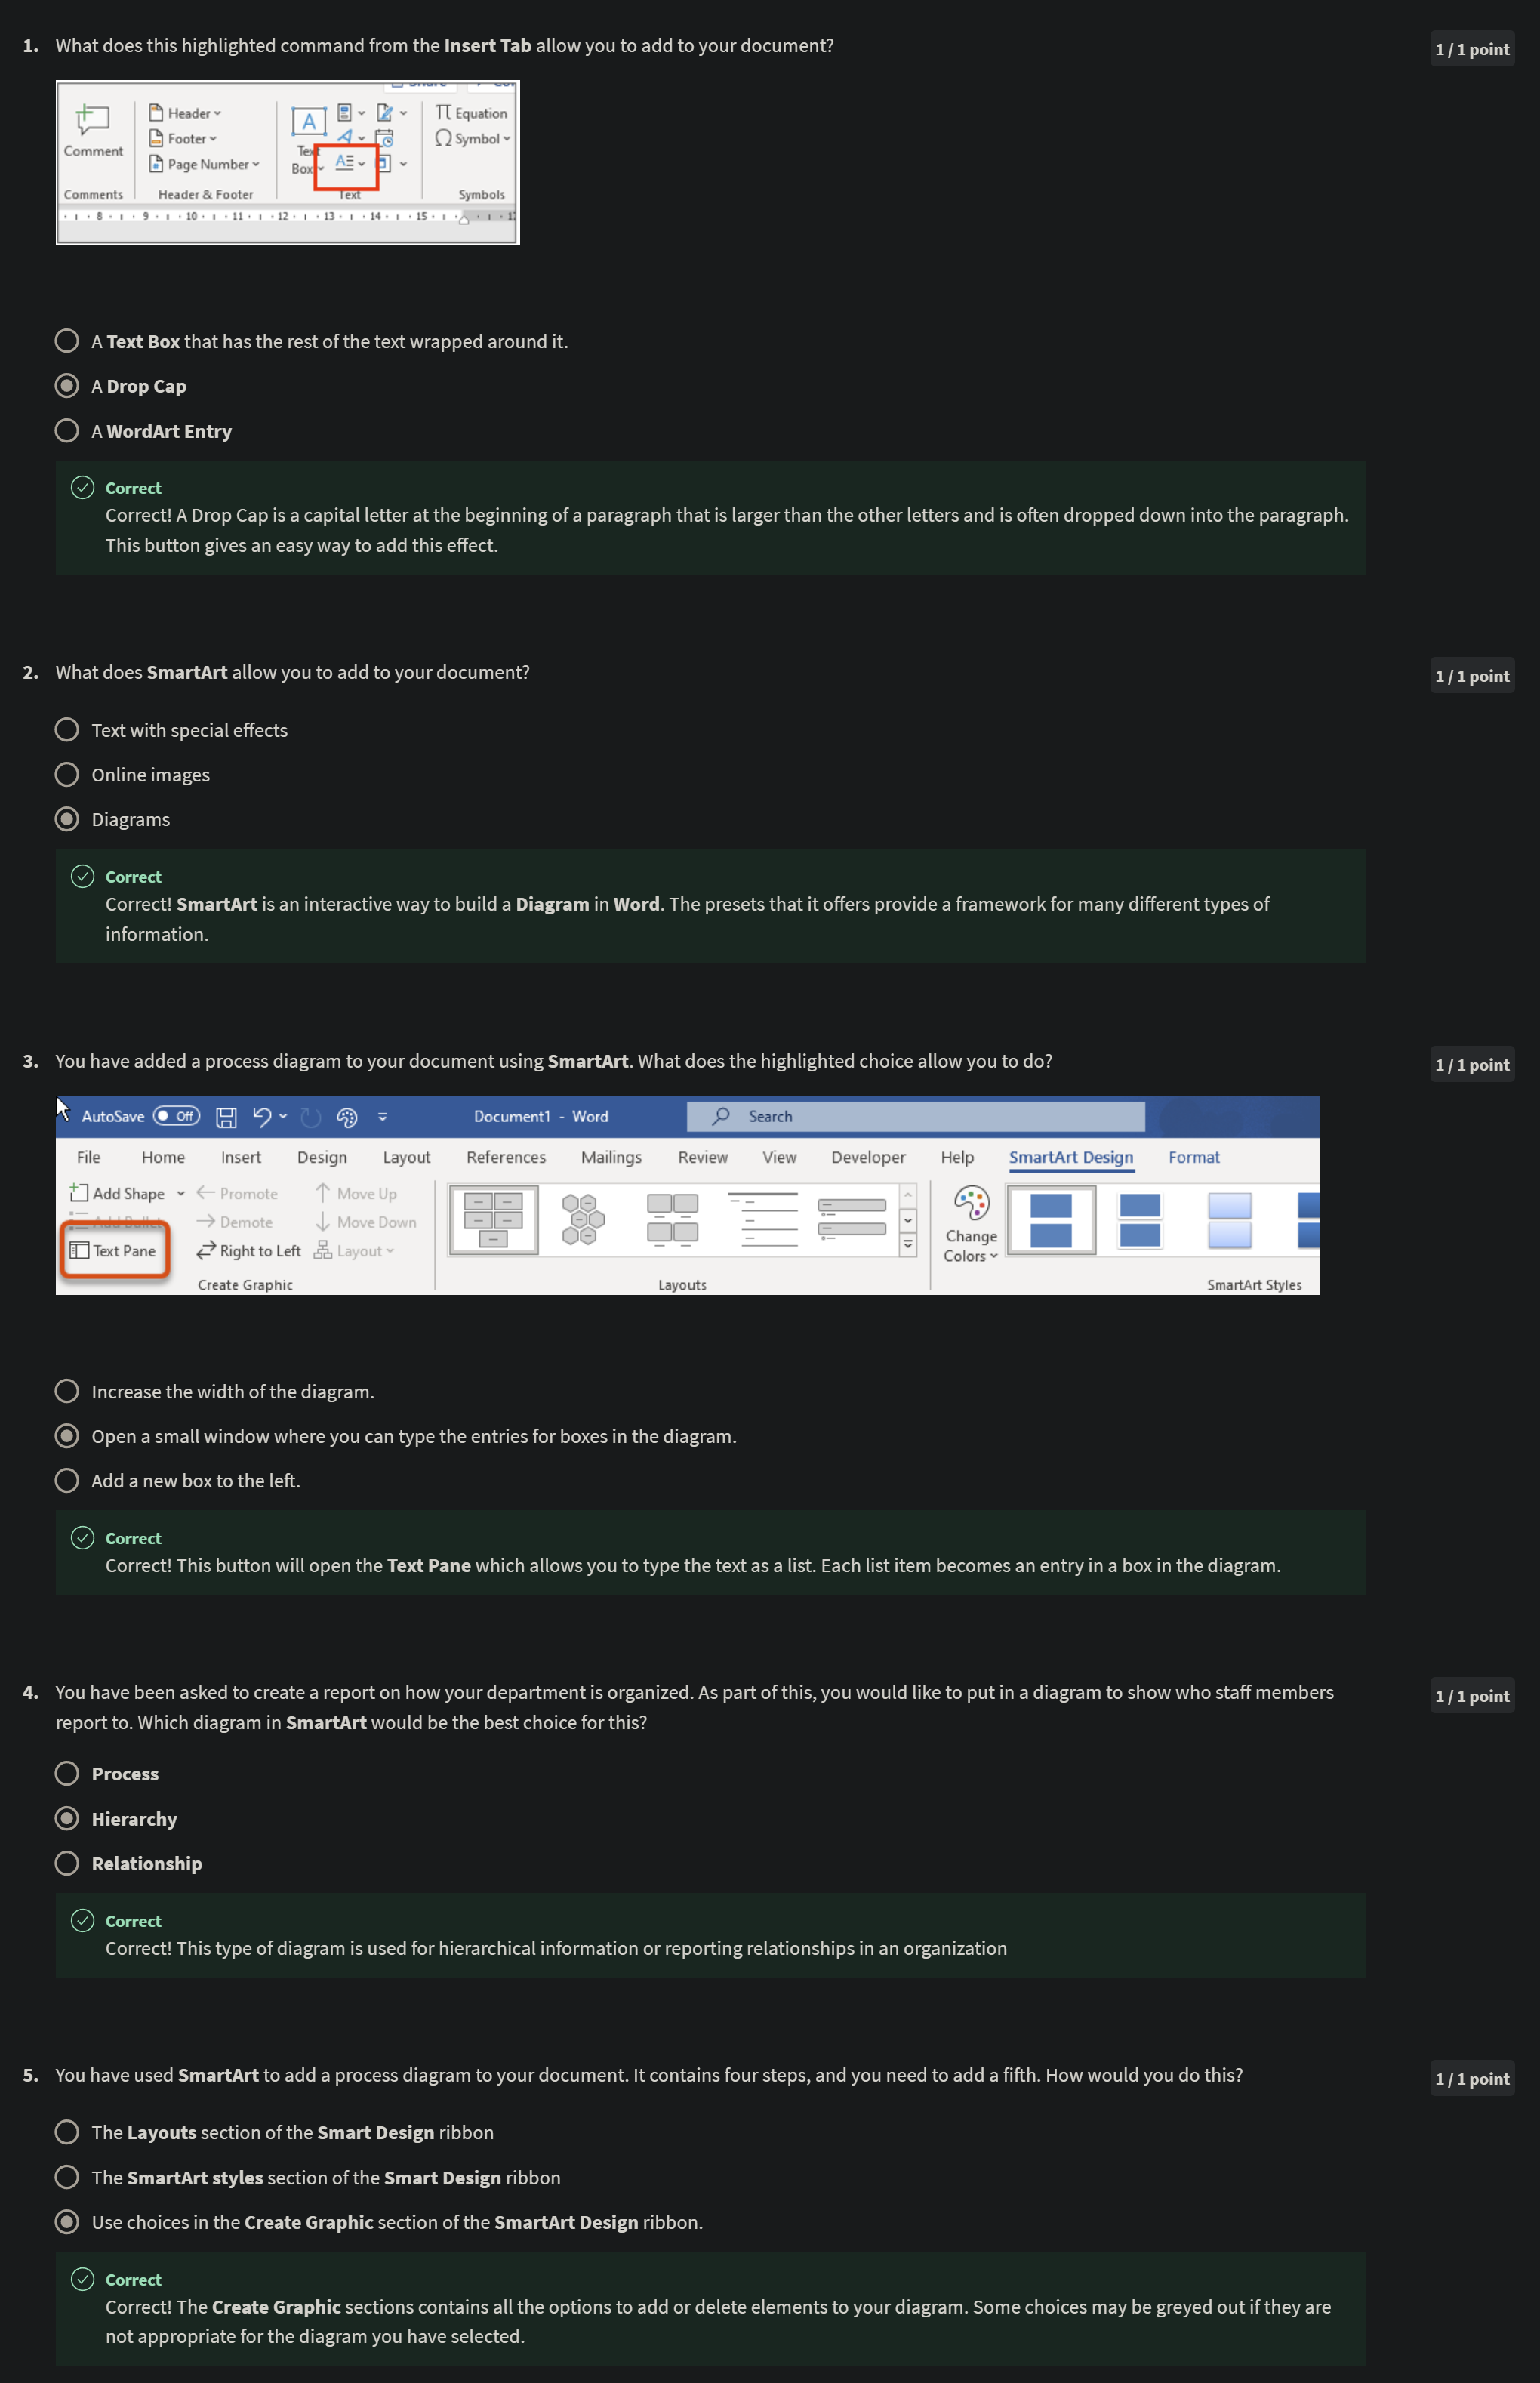 1. What does this highlighted command from the Insert Tab allow you to add to your document?
1 / 1 point
Comment
Comments
Header
Footer
Page Number
Header & Footer
Text
Box
A
Text
Equation
Symbol
Symbols
8 9 10 11 12 13 14 15
A Text Box that has the rest of the text wrapped around it.
A Drop Cap
A WordArt Entry
Correct
Correct! A Drop Cap is a capital letter at the beginning of a paragraph that is larger than the other letters and is often dropped down into the paragraph.
This button gives an easy way to add this effect.
2. What does SmartArt allow you to add to your document?
1 / 1 point
Text with special effects
Online images
Diagrams
Correct
Correct! SmartArt is an interactive way to build a Diagram in Word. The presets that it offers provide a framework for many different types of
information.
3. You have added a process diagram to your document using SmartArt. What does the highlighted choice allow you to do?
1 / 1 point
AutoSave Off Document1 - Word Search
File Home Insert Design Layout References Mailings Review View Developer Help SmartArt Design Format
Add Shape Promote Move Up
Add Bullet Demote Move Down
Text Pane Right to Left Layout
Create Graphic
Layouts
Change
Colors
SmartArt Styles
Increase the width of the diagram.
Open a small window where you can type the entries for boxes in the diagram.
Add a new box to the left.
Correct
Correct! This button will open the Text Pane which allows you to type the text as a list. Each list item becomes an entry in a box in the diagram.
4. You have been asked to create a report on how your department is organized. As part of this, you would like to put in a diagram to show who staff members
report to. Which diagram in SmartArt would be the best choice for this?
1 / 1 point
Process
Hierarchy
Relationship
Correct
Correct! This type of diagram is used for hierarchical information or reporting relationships in an organization
5. You have used SmartArt to add a process diagram to your document. It contains four steps, and you need to add a fifth. How would you do this?
1 / 1 point
The Layouts section of the Smart Design ribbon
The SmartArt styles section of the Smart Design ribbon
Use choices in the Create Graphic section of the SmartArt Design ribbon.
Correct
Correct! The Create Graphic sections contains all the options to add or delete elements to your diagram. Some choices may be greyed out if they are
not appropriate for the diagram you have selected.